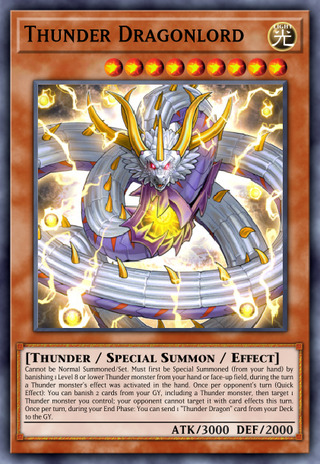 THUNDER DRAGONLORD
LIGHT
光
[THUNDER / SPECIAL SUMMON / EFFECT]
Cannot be Normal Summoned/Set. Must first be Special Summoned (from your hand) by
banishing 1 Level 8 or lower Thunder monster from your hand or face-up field, during the turn
a Thunder monster's effect was activated in the hand. Once per opponent's turn (Quick
Effect): You can banish 2 cards from your GY, including a Thunder monster, then target 1
Thunder monster you control; your opponent cannot target it with card effects this turn.
Once per turn, during your End Phase: You can send 1 "Thunder Dragon" card from your Deck
to the GY.
ATK/3000 DEF/2000